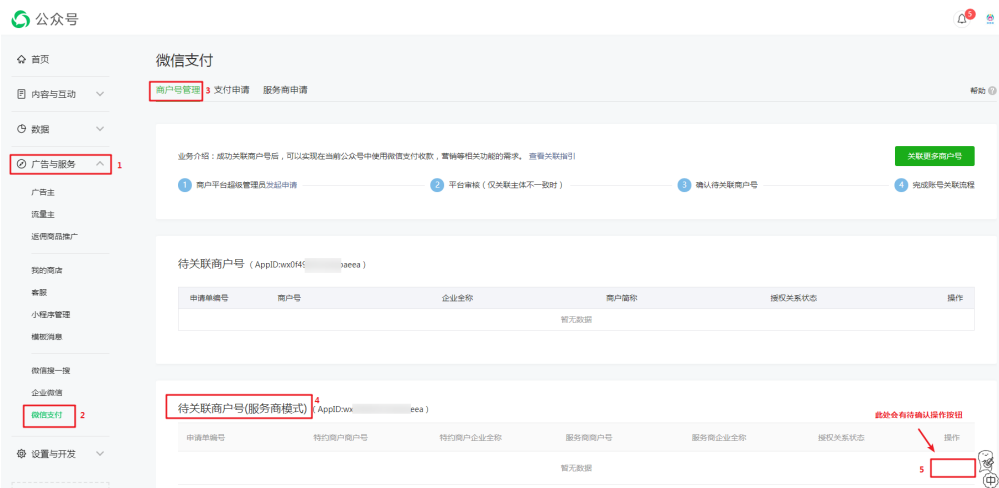 公众号
5
首页
内容与互动
数据
广告与服务 1
广告主
流量主
返佣商品推广
我的商店
客服
小程序管理
模板消息
微信搜一搜
企业微信
微信支付 2
设置与开发
微信支付
商户号管理 3 支付申请 服务商申请
帮助 ?
业务介绍：成功关联商户号后，可以实现在当前公众号中使用微信支付收款，营销等相关功能的需求。 查看关联指引
关联更多商户号
1 商户平台超级管理员发起申请 2 平台审核（仅关联主体不一致时） 3 确认待关联商户号 4 完成账号关联流程
待关联商户号（AppID:wx0f49 baeea）
申请单编号 商户号 企业全称 商户简称 授权关系状态 操作
暂无数据
待关联商户号(服务商模式) 4（AppID:wx eea）
此处会有待确认操作按钮
申请单编号 特约商户商户号 特约商户企业全称 服务商商户号 服务商企业全称 授权关系状态 操作
暂无数据
5
中